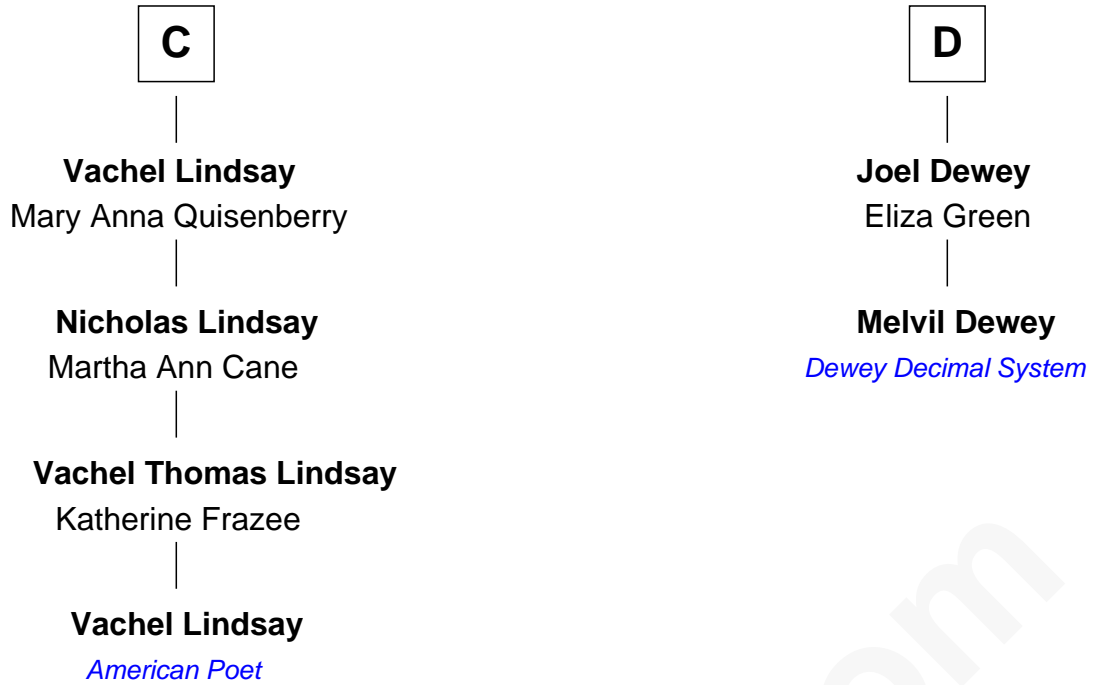 C
Vachel Lindsay
Mary Anna Quisenberry
Nicholas Lindsay
Martha Ann Cane
Vachel Thomas Lindsay
Katherine Frazee
Vachel Lindsay
American Poet
D
Joel Dewey
Eliza Green
Melvil Dewey
Dewey Decimal System
om